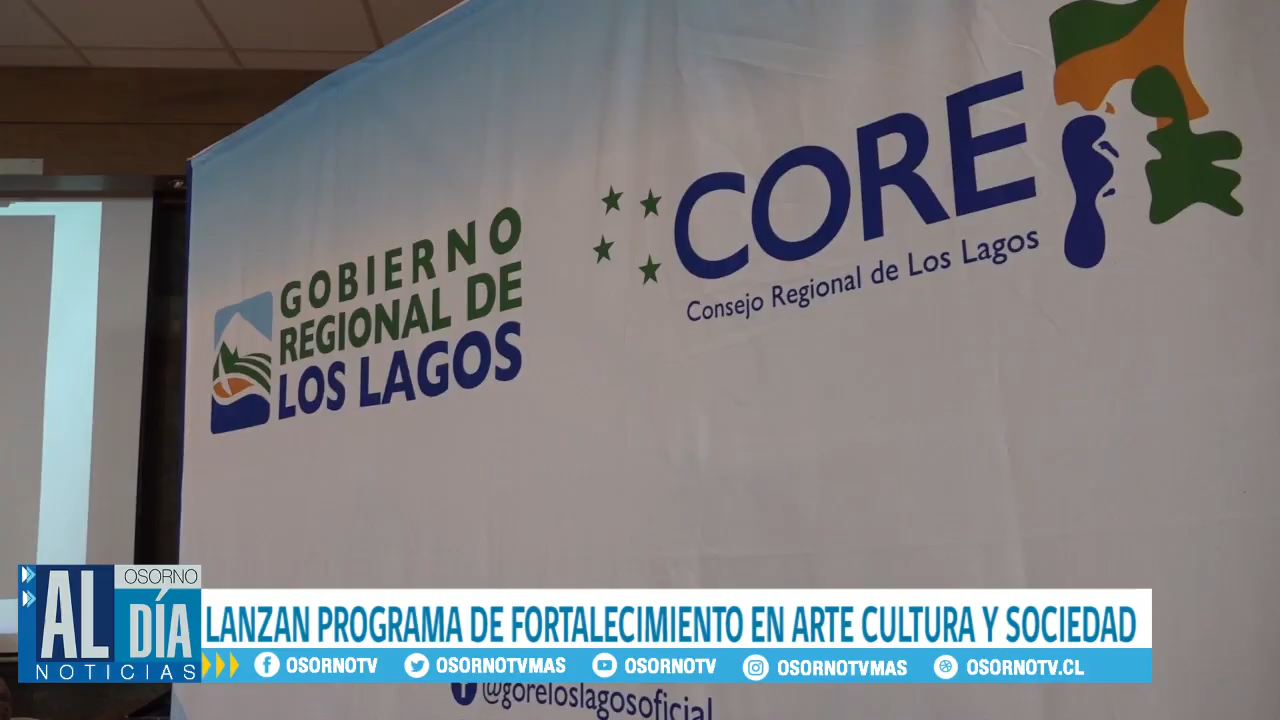 GOBIERNO
REGIONAL DE
LOS LAGOS
CORE
Consejo Regional de Los Lagos
AL DÍA
OSORNO
NOTICIAS
LANZAN PROGRAMA DE FORTALECIMIENTO EN ARTE CULTURA Y SOCIEDAD
OSORNOTV OSORNOTVMAS OSORNOTV OSORNOTVMAS OSORNOTV.CL
@goreloslagosoficial